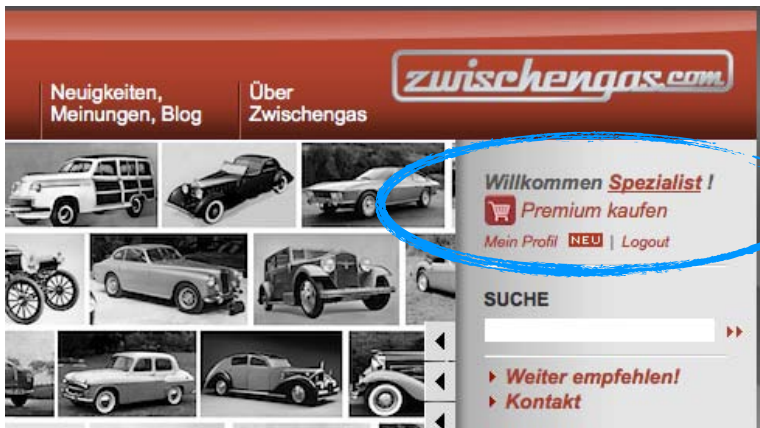 zwischengas.com
Neuigkeiten,
Meinungen, Blog
Über
Zwischengas
Willkommen Spezialist !
Premium kaufen
Mein Profil NEU | Logout
SUCHE
Weiter empfehlen!
Kontakt